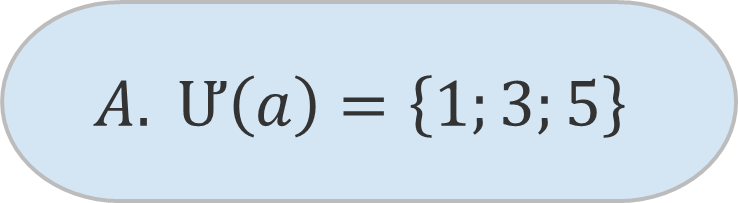 A. Ư(a) = {1; 3; 5}